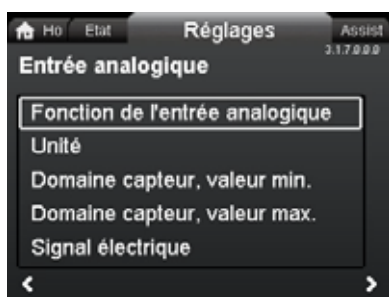 Ho Etat Réglages Assist
3.1.7.0.0.0
Entrée analogique
Fonction de l'entrée analogique
Unité
Domaine capteur, valeur min.
Domaine capteur, valeur max.
Signal électrique